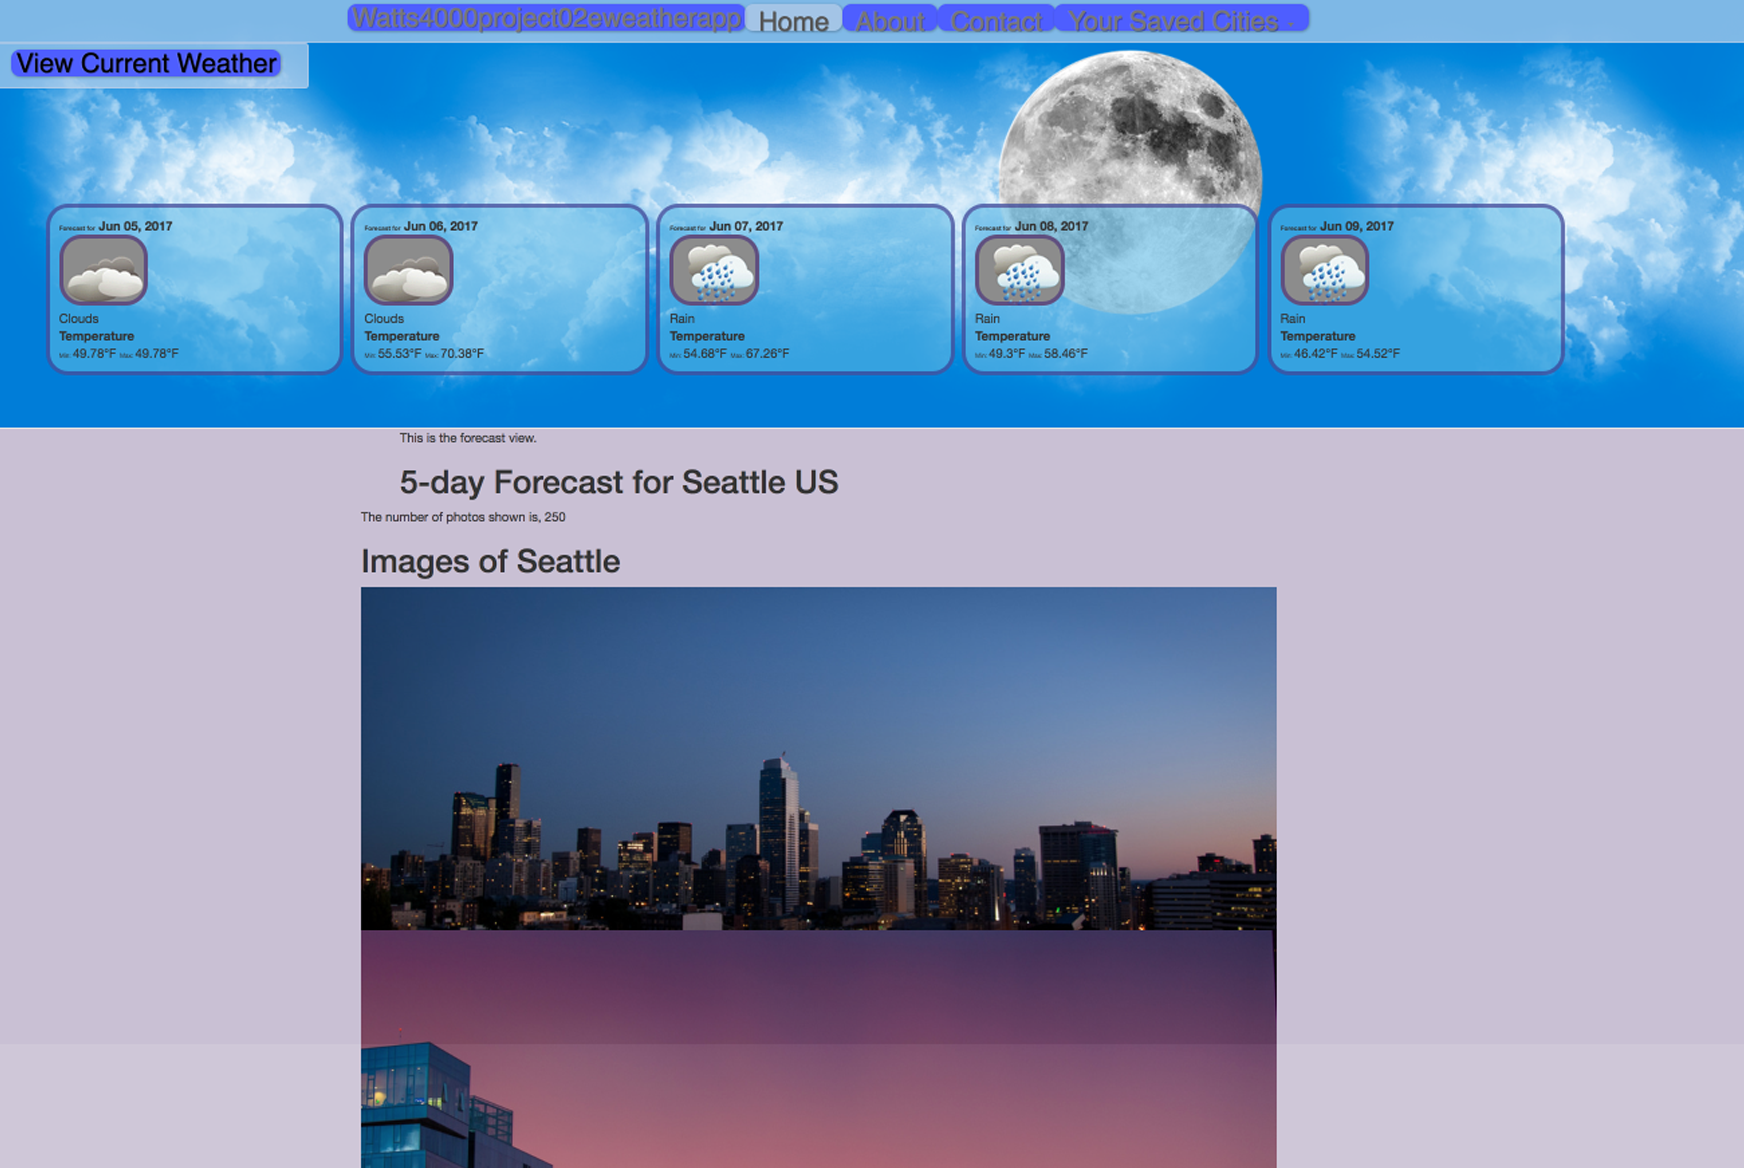 Watts4000project02eweatherapp Home About Contact Your Saved Cities
View Current Weather
Forecast for Jun 05, 2017
Clouds
Temperature
Min: 49.78°F Max: 49.78°F
Forecast for Jun 06, 2017
Clouds
Temperature
Min: 55.53°F Max: 70.38°F
Forecast for Jun 07, 2017
Rain
Temperature
Min: 54.68°F Max: 67.26°F
Forecast for Jun 08, 2017
Rain
Temperature
Min: 49.3°F Max: 58.46°F
Forecast for Jun 09, 2017
Rain
Temperature
Min: 46.42°F Max: 54.52°F
This is the forecast view.
5-day Forecast for Seattle US
The number of photos shown is, 250
Images of Seattle